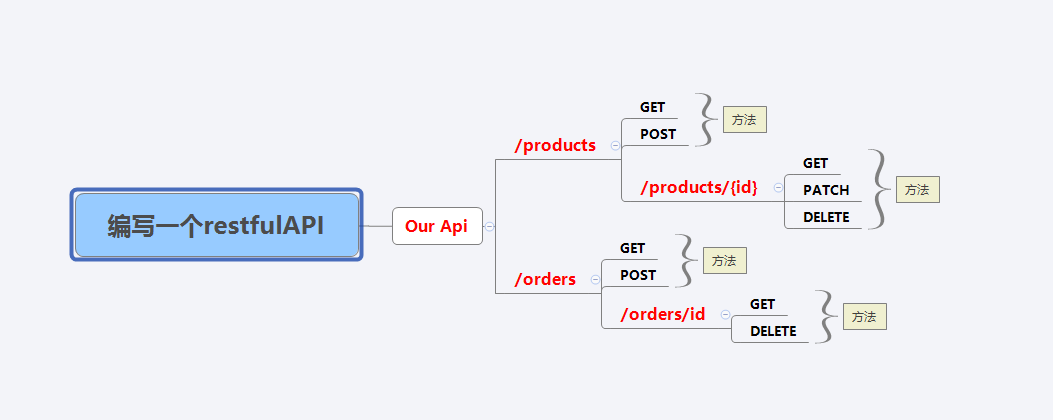 编写一个restfulAPI
Our Api
/products
GET
POST
方法
/products/{id}
GET
PATCH
DELETE
方法
/orders
GET
POST
方法
/orders/id
GET
DELETE
方法